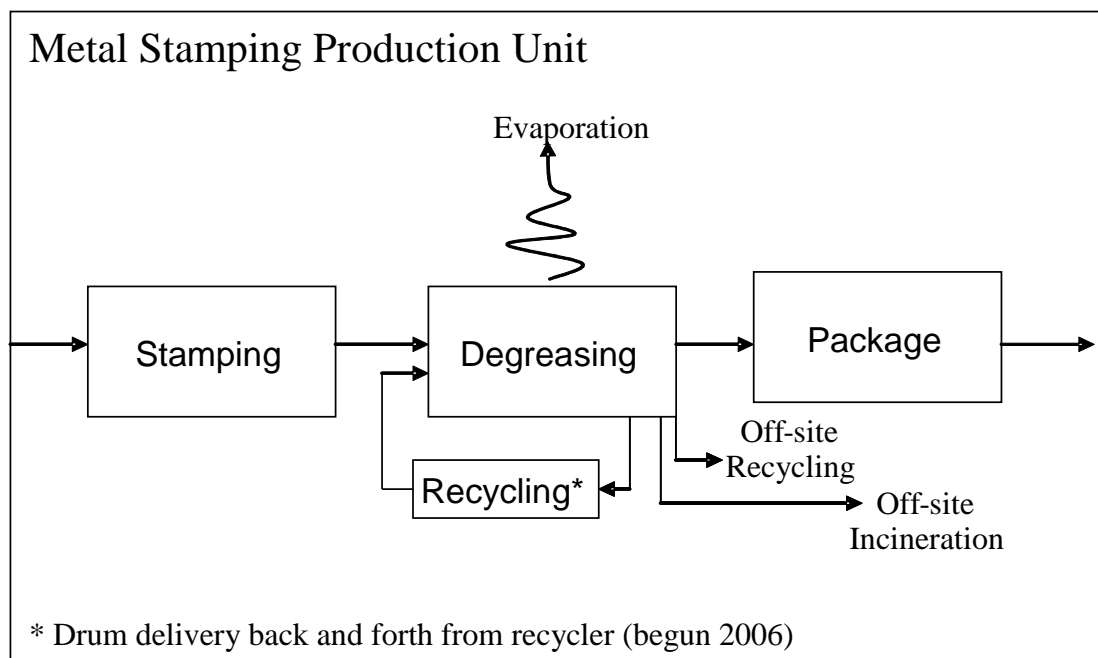 Metal Stamping Production Unit
Evaporation
Stamping
Degreasing
Package
Recycling*
Off-site
Recycling
Off-site
Incineration
* Drum delivery back and forth from recycler (begun 2006)